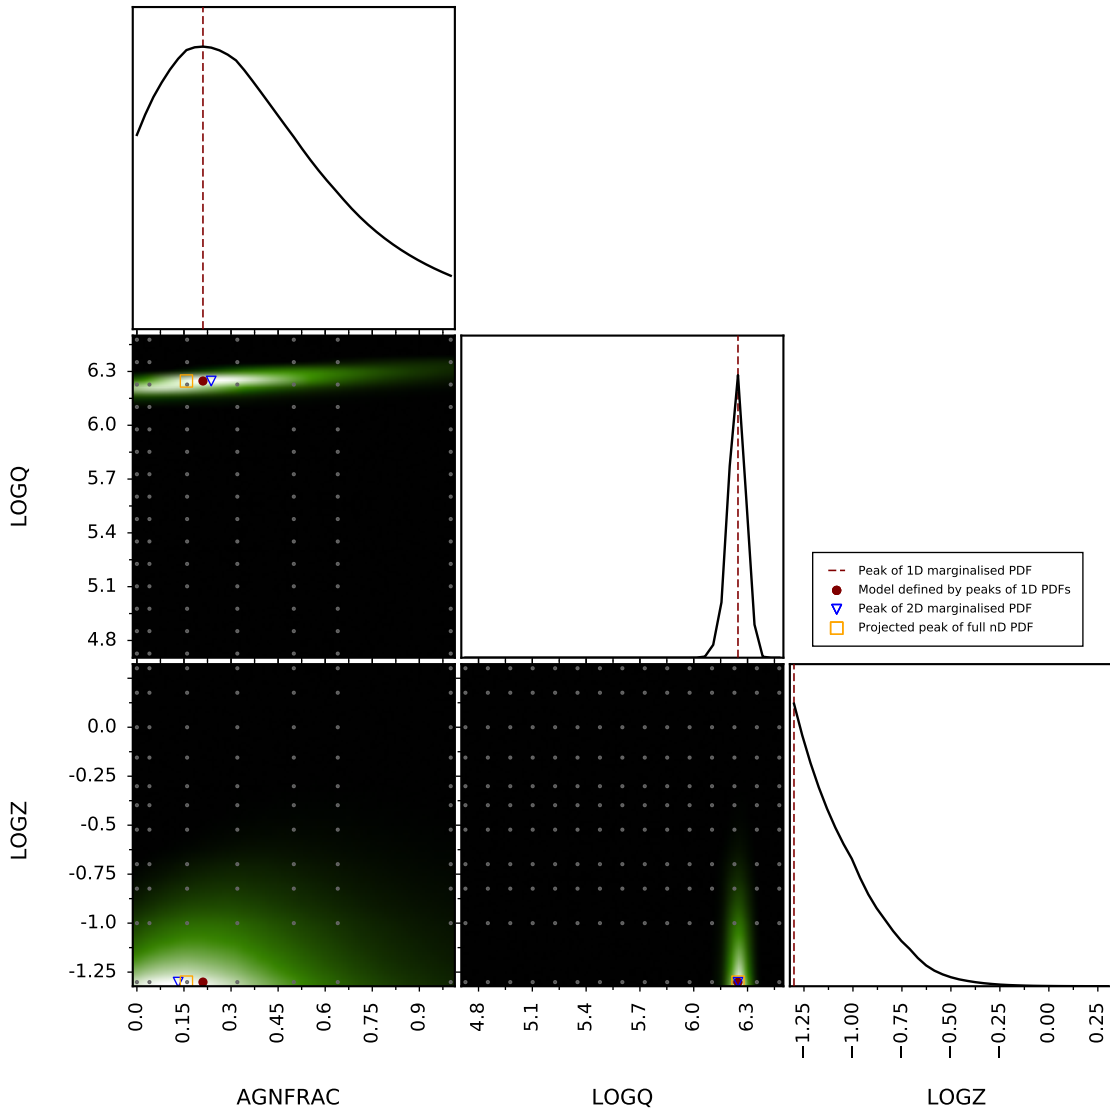 6.3
6.0
5.7
5.4
5.1
4.8
LOGQ
Peak of 1D marginalised PDF
Model defined by peaks of 1D PDFs
Peak of 2D marginalised PDF
Projected peak of full nD PDF
0.0
-0.25
-0.5
-0.75
-1.0
-1.25
LOGZ
0.0 0.15 0.3 0.45 0.6 0.75 0.9
4.8 5.1 5.4 5.7 6.0 6.3
−1.25 −1.00 −0.75 −0.50 −0.25 0.00 0.25
AGNFRAC LOGQ LOGZ